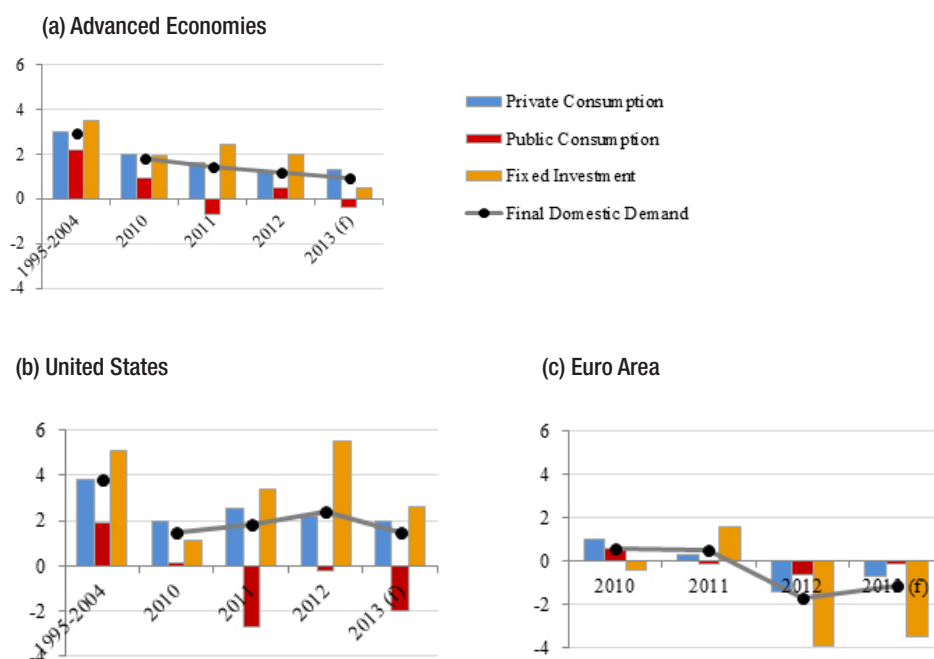 (a) Advanced Economies
6
4
2
0
-2
-4
1995-2004
2010
2011
2012
2013 (f)
Private Consumption
Public Consumption
Fixed Investment
Final Domestic Demand
(b) United States
6
4
2
0
-2
-4
1995-2004
2010
2011
2012
2013 (f)
(c) Euro Area
6
4
2
0
-2
-4
2010
2011
2012
2013 (f)